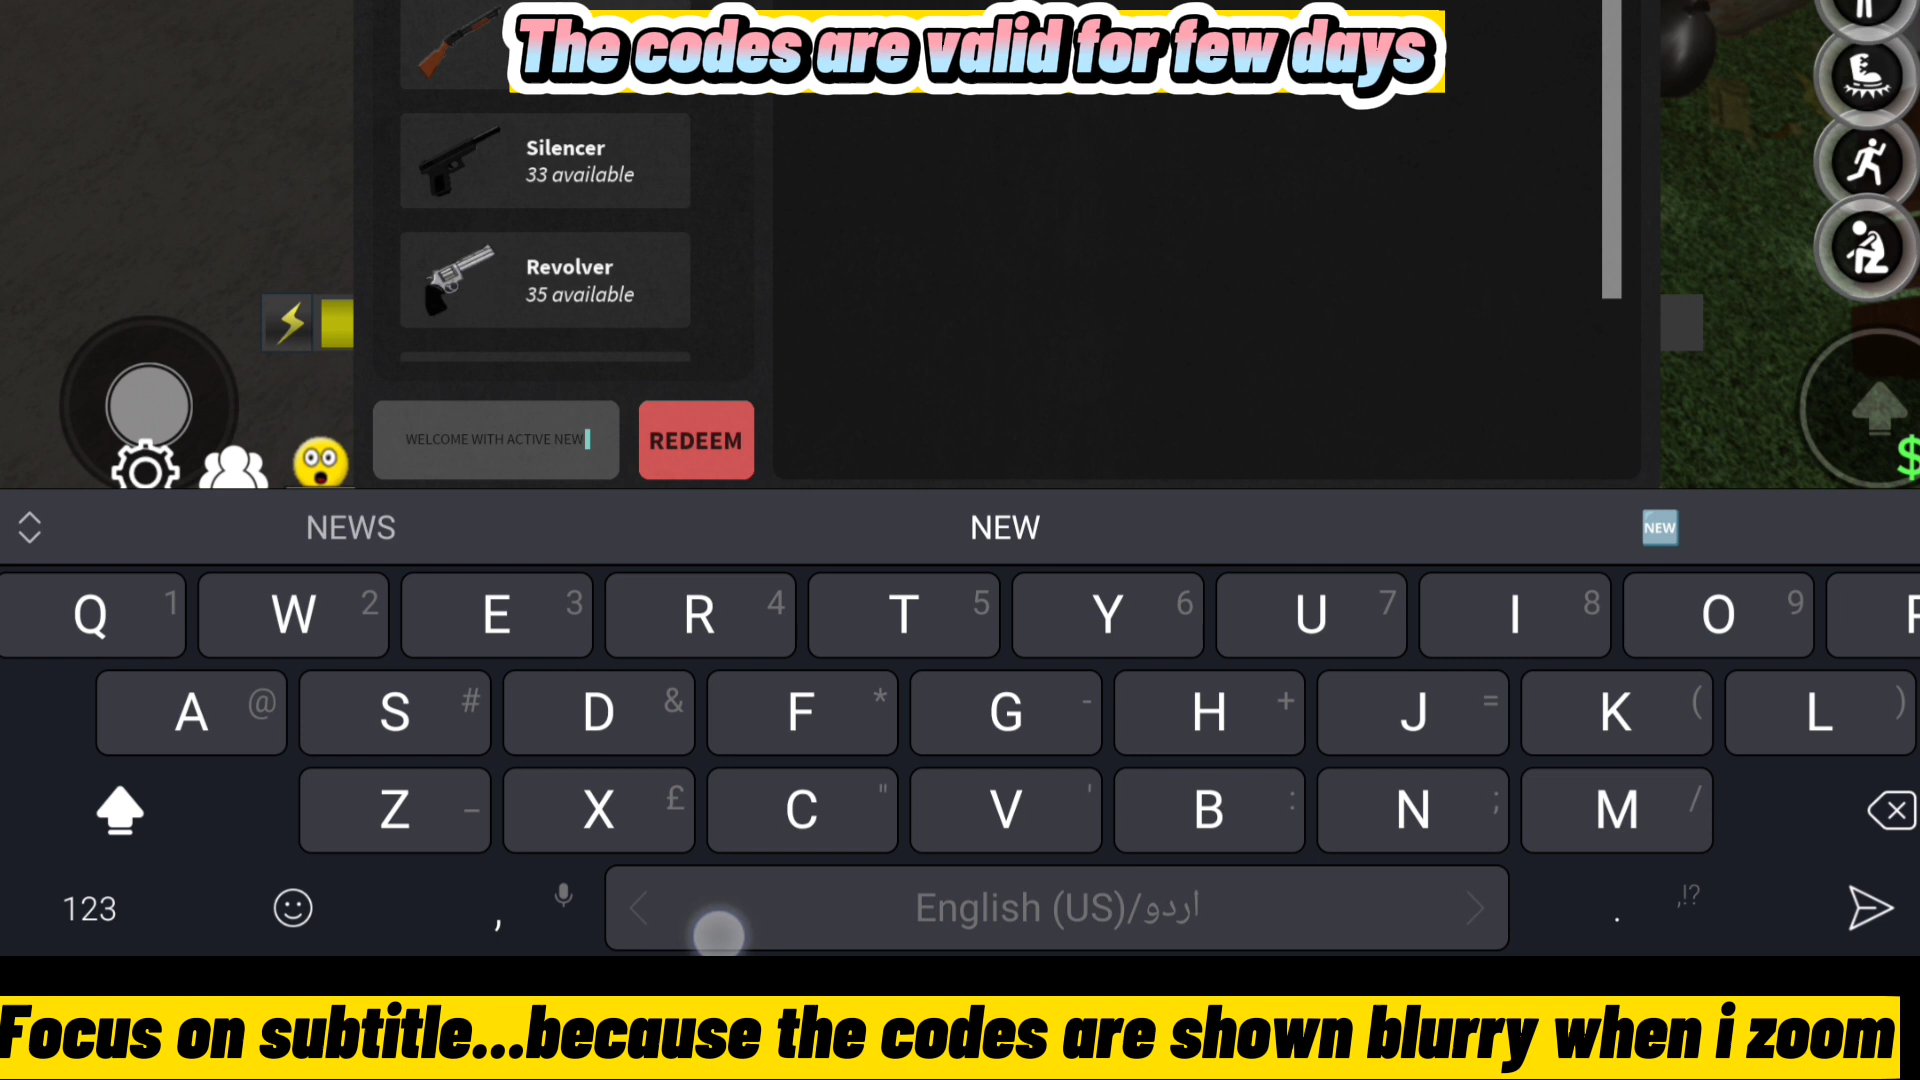 The codes are valid for few days
Silencer
33 available
Revolver
35 available
WELCOME WITH ACTIVE NEW
REDEEM
$
NEWS NEW NEW
Q 1 W 2 E 3 R 4 T 5 Y 6 U 7 I 8 O 9 P
A @ S # D & F * G - H + J = K ( L )
Z _ X £ C " V ' B : N ; M /
123 , English (US)/اردو . ,!?
Focus on subtitle...because the codes are shown blurry when i zoom